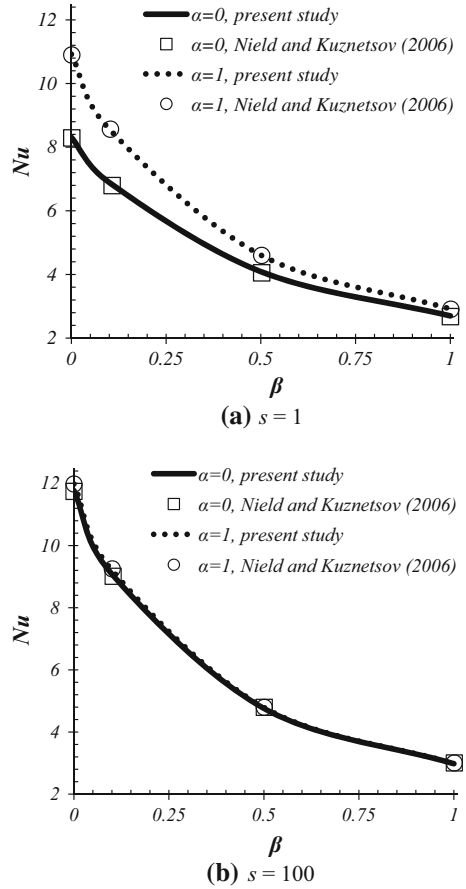 12
α=0, present study
α=0, Nield and Kuznetsov (2006)
α=1, present study
α=1, Nield and Kuznetsov (2006)
10
8
Nu
6
4
2
0
0.25
0.5
0.75
1
β
(a) s = 1
12
α=0, present study
α=0, Nield and Kuznetsov (2006)
α=1, present study
α=1, Nield and Kuznetsov (2006)
10
8
Nu
6
4
2
0
0.25
0.5
0.75
1
β
(b) s = 100